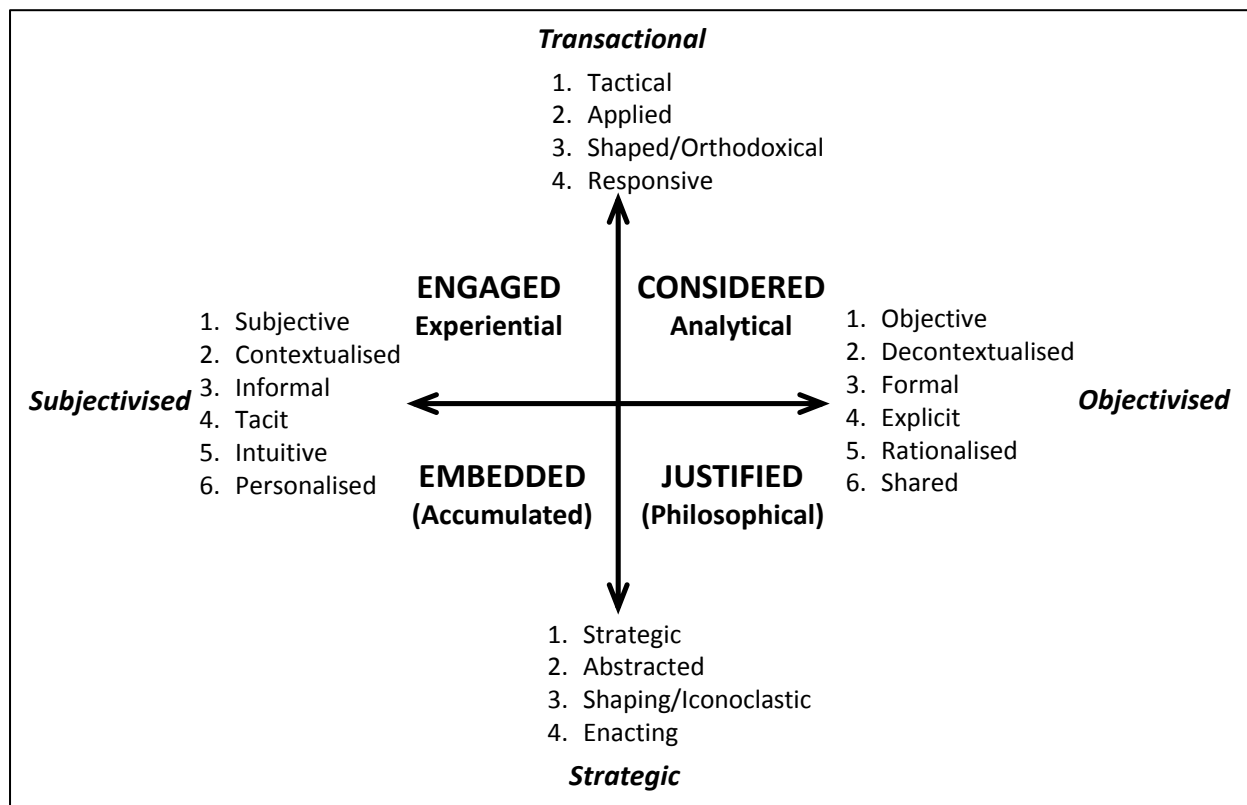 Transactional
1. Tactical
2. Applied
3. Shaped/Orthodoxical
4. Responsive
ENGAGED
Experiential
CONSIDERED
Analytical
Subjectivised
1. Subjective
2. Contextualised
3. Informal
4. Tacit
5. Intuitive
6. Personalised
1. Objective
2. Decontextualised
3. Formal
4. Explicit
5. Rationalised
6. Shared
Objectivised
EMBEDDED
(Accumulated)
JUSTIFIED
(Philosophical)
1. Strategic
2. Abstracted
3. Shaping/Iconoclastic
4. Enacting
Strategic